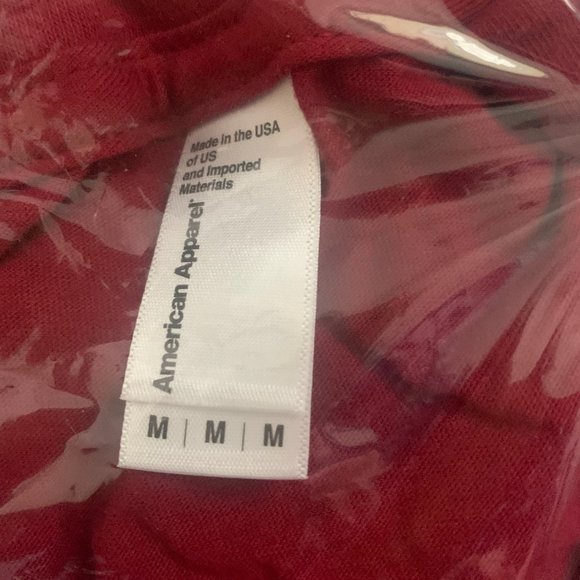 Made in the USA
of US
and Imported
Materials
American Apparel®
M | M | M